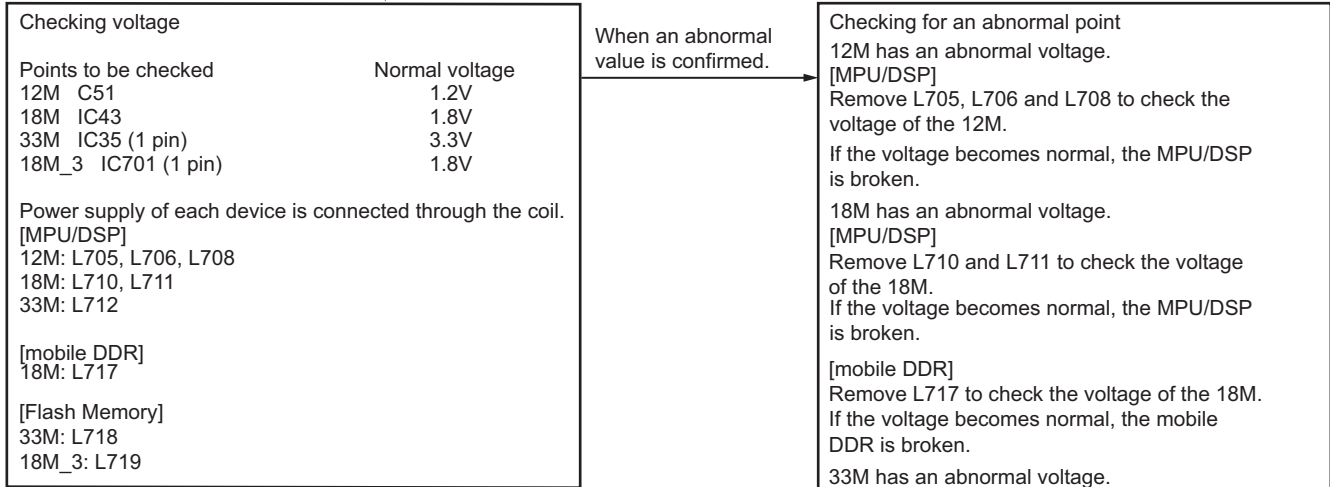 Checking voltage
Points to be checked Normal voltage
12M C51 1.2V
18M IC43 1.8V
33M IC35 (1 pin) 3.3V
18M_3 IC701 (1 pin) 1.8V
Power supply of each device is connected through the coil.
[MPU/DSP]
12M: L705, L706, L708
18M: L710, L711
33M: L712
[mobile DDR]
18M: L717
[Flash Memory]
33M: L718
18M_3: L719
When an abnormal
value is confirmed.
Checking for an abnormal point
12M has an abnormal voltage.
[MPU/DSP]
Remove L705, L706 and L708 to check the
voltage of the 12M.
If the voltage becomes normal, the MPU/DSP
is broken.
18M has an abnormal voltage.
[MPU/DSP]
Remove L710 and L711 to check the voltage
of the 18M.
If the voltage becomes normal, the MPU/DSP
is broken.
[mobile DDR]
Remove L717 to check the voltage of the 18M.
If the voltage becomes normal, the mobile
DDR is broken.
33M has an abnormal voltage.